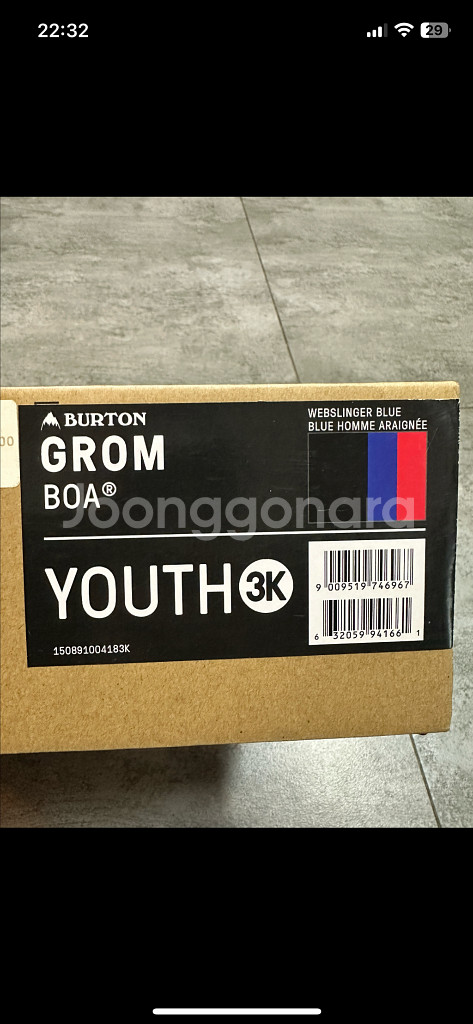 22:32
29
00
BURTON
GROM
BOA®
WEBSLINGER BLUE
BLUE HOMME ARAIGNÉE
Joonggonara
YOUTH 3K
150891004183K
9 009519 746967
6 32059 94166 1